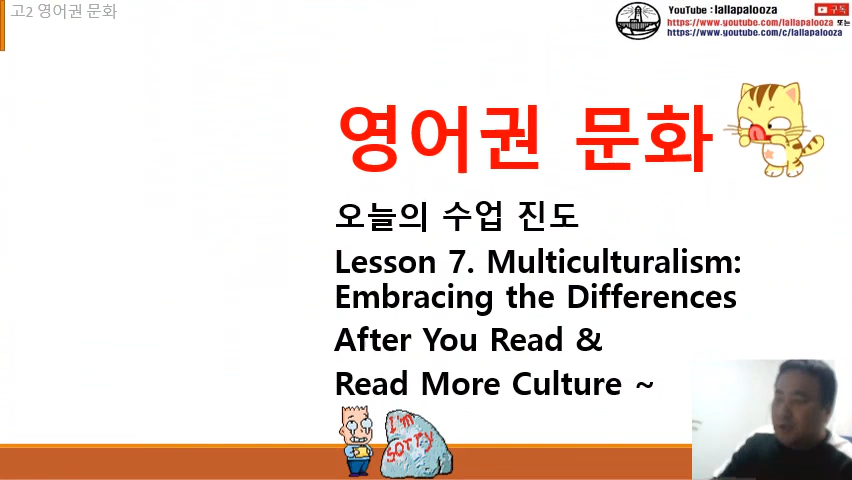 고2 영어권 문화
YouTube : lallapalooza
구독
https://www.youtube.com/lallapalooza 또는
https://www.youtube.com/c/lallapalooza
영어권 문화
오늘의 수업 진도
Lesson 7. Multiculturalism:
Embracing the Differences
After You Read &
Read More Culture ~
I'm
sorry